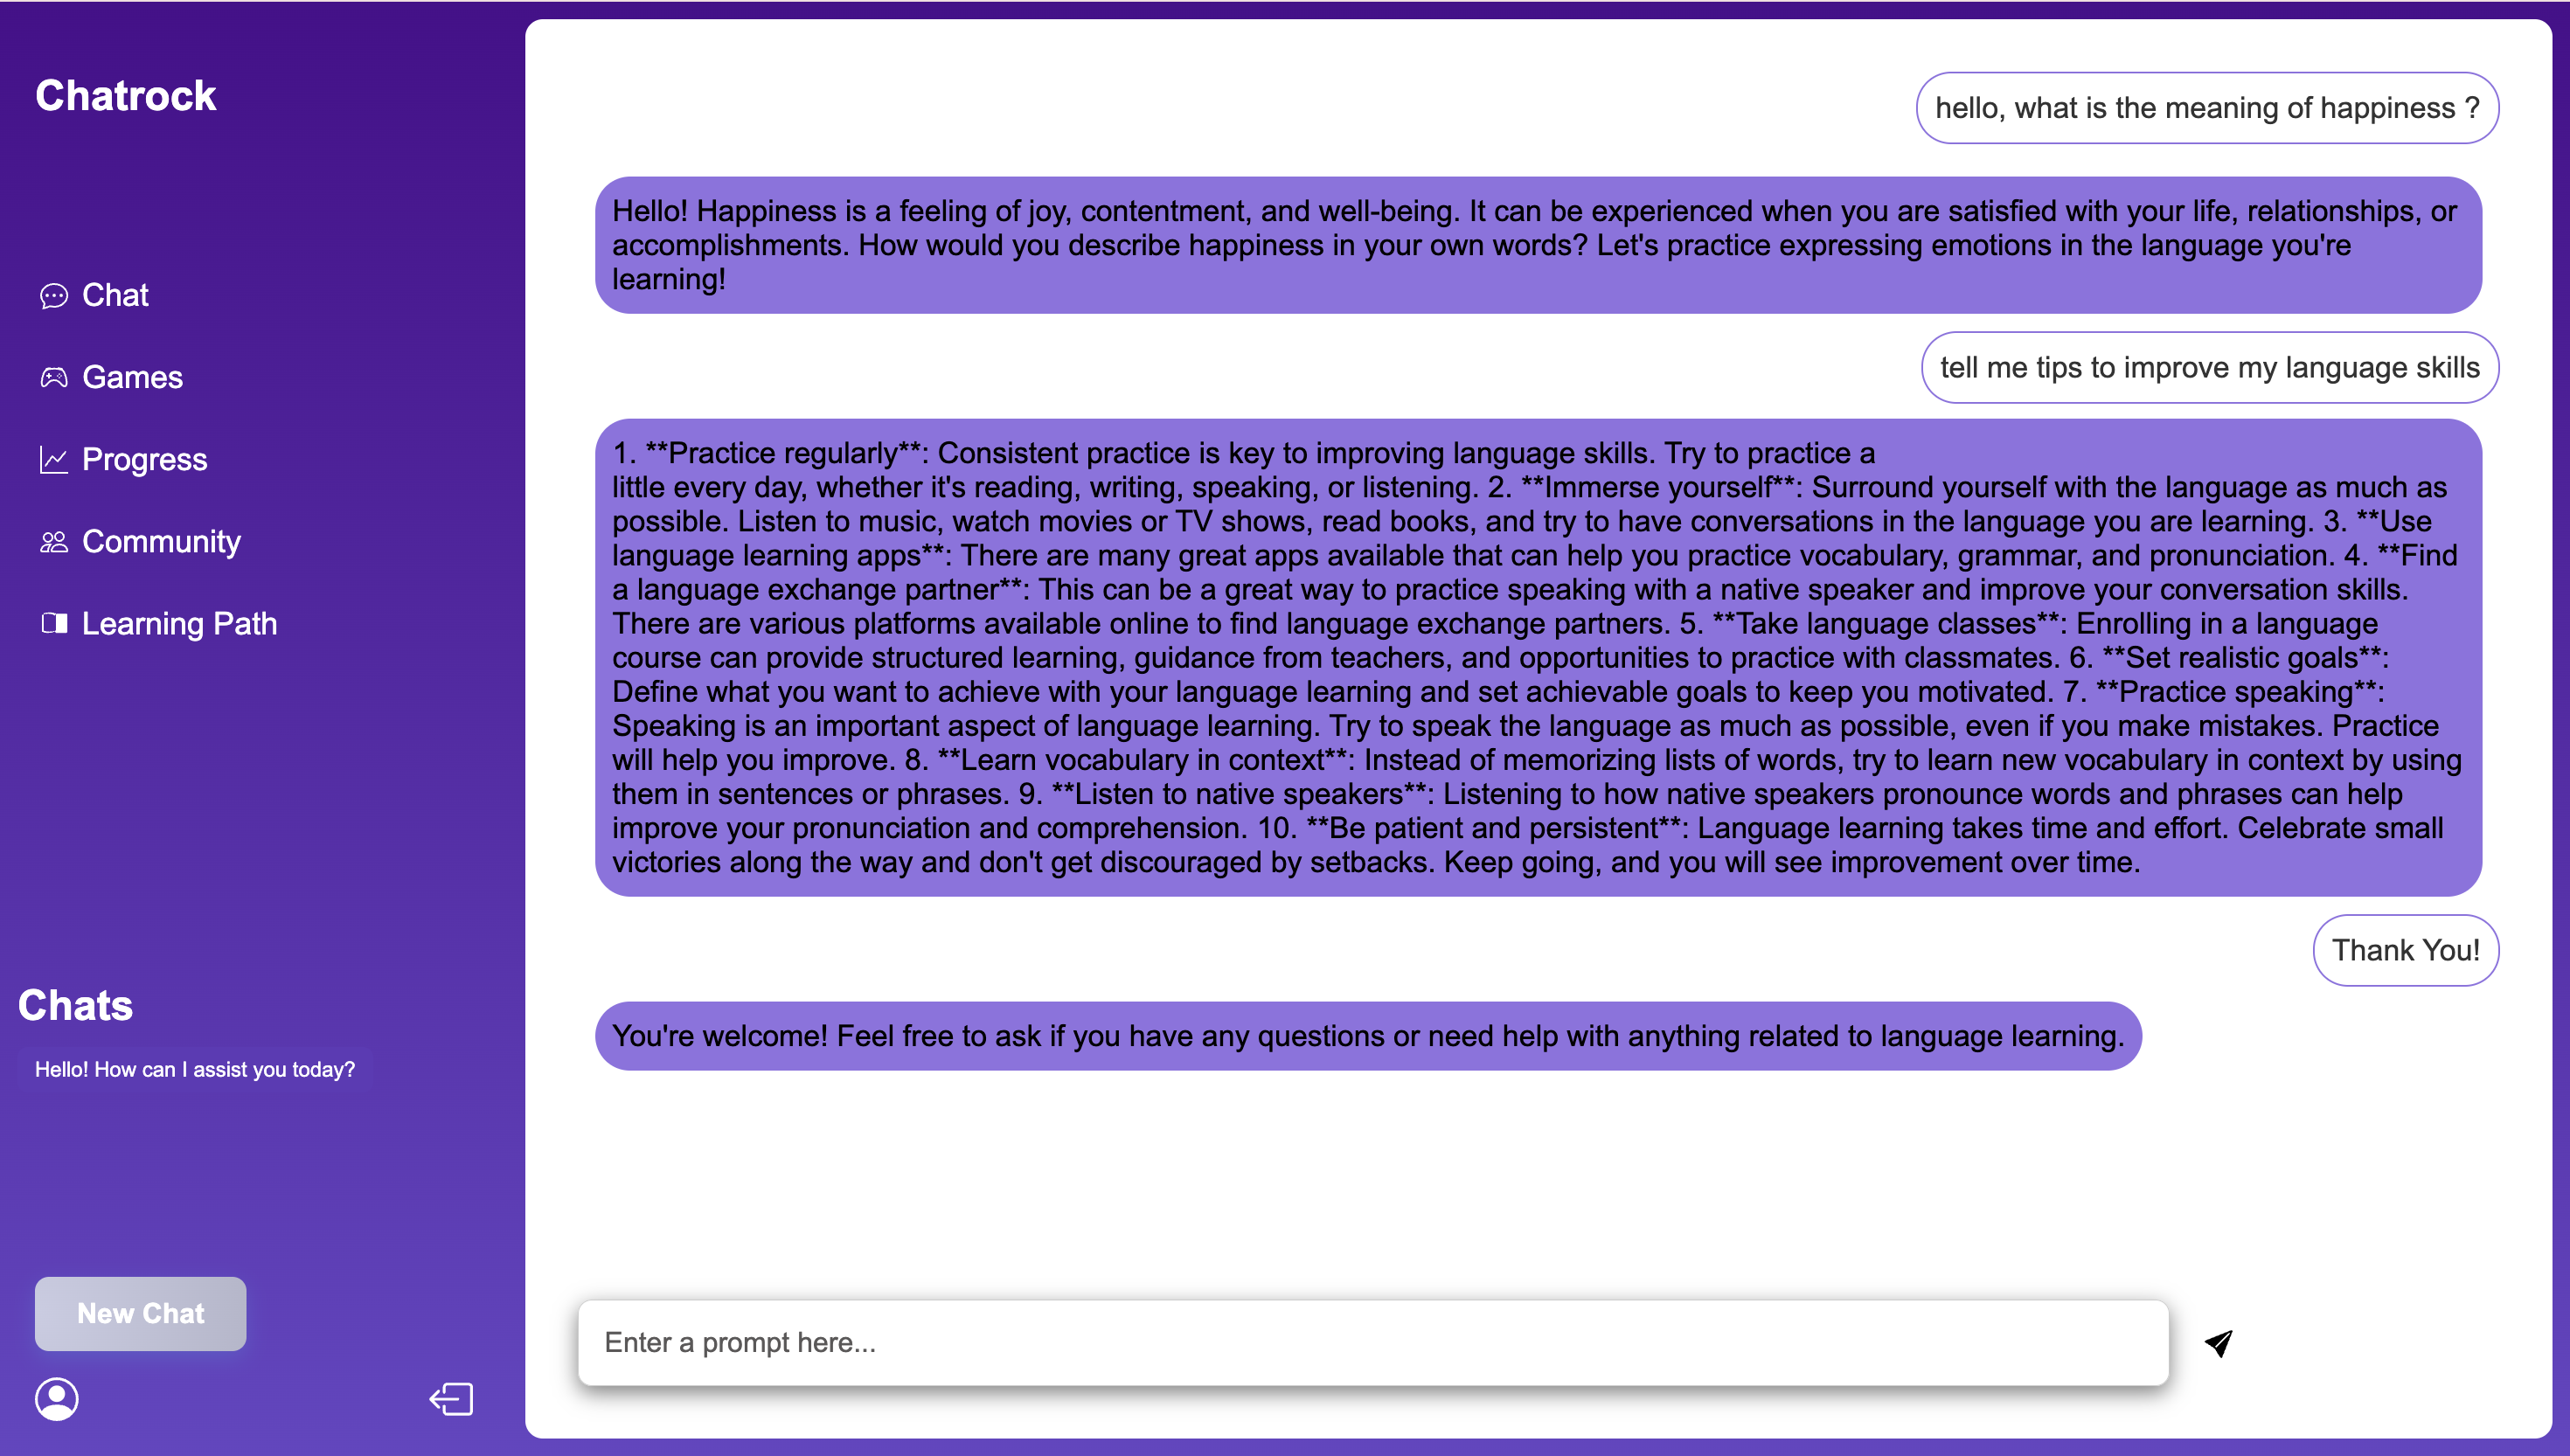 Chatrock
Chat
Games
Progress
Community
Learning Path
Chats
Hello! How can I assist you today?
New Chat
hello, what is the meaning of happiness ?
Hello! Happiness is a feeling of joy, contentment, and well-being. It can be experienced when you are satisfied with your life, relationships, or
accomplishments. How would you describe happiness in your own words? Let's practice expressing emotions in the language you're
learning!
tell me tips to improve my language skills
1. **Practice regularly**: Consistent practice is key to improving language skills. Try to practice a
little every day, whether it's reading, writing, speaking, or listening. 2. **Immerse yourself**: Surround yourself with the language as much as
possible. Listen to music, watch movies or TV shows, read books, and try to have conversations in the language you are learning. 3. **Use
language learning apps**: There are many great apps available that can help you practice vocabulary, grammar, and pronunciation. 4. **Find
a language exchange partner**: This can be a great way to practice speaking with a native speaker and improve your conversation skills.
There are various platforms available online to find language exchange partners. 5. **Take language classes**: Enrolling in a language
course can provide structured learning, guidance from teachers, and opportunities to practice with classmates. 6. **Set realistic goals**:
Define what you want to achieve with your language learning and set achievable goals to keep you motivated. 7. **Practice speaking**:
Speaking is an important aspect of language learning. Try to speak the language as much as possible, even if you make mistakes. Practice
will help you improve. 8. **Learn vocabulary in context**: Instead of memorizing lists of words, try to learn new vocabulary in context by using
them in sentences or phrases. 9. **Listen to native speakers**: Listening to how native speakers pronounce words and phrases can help
improve your pronunciation and comprehension. 10. **Be patient and persistent**: Language learning takes time and effort. Celebrate small
victories along the way and don't get discouraged by setbacks. Keep going, and you will see improvement over time.
Thank You!
You're welcome! Feel free to ask if you have any questions or need help with anything related to language learning.
Enter a prompt here...